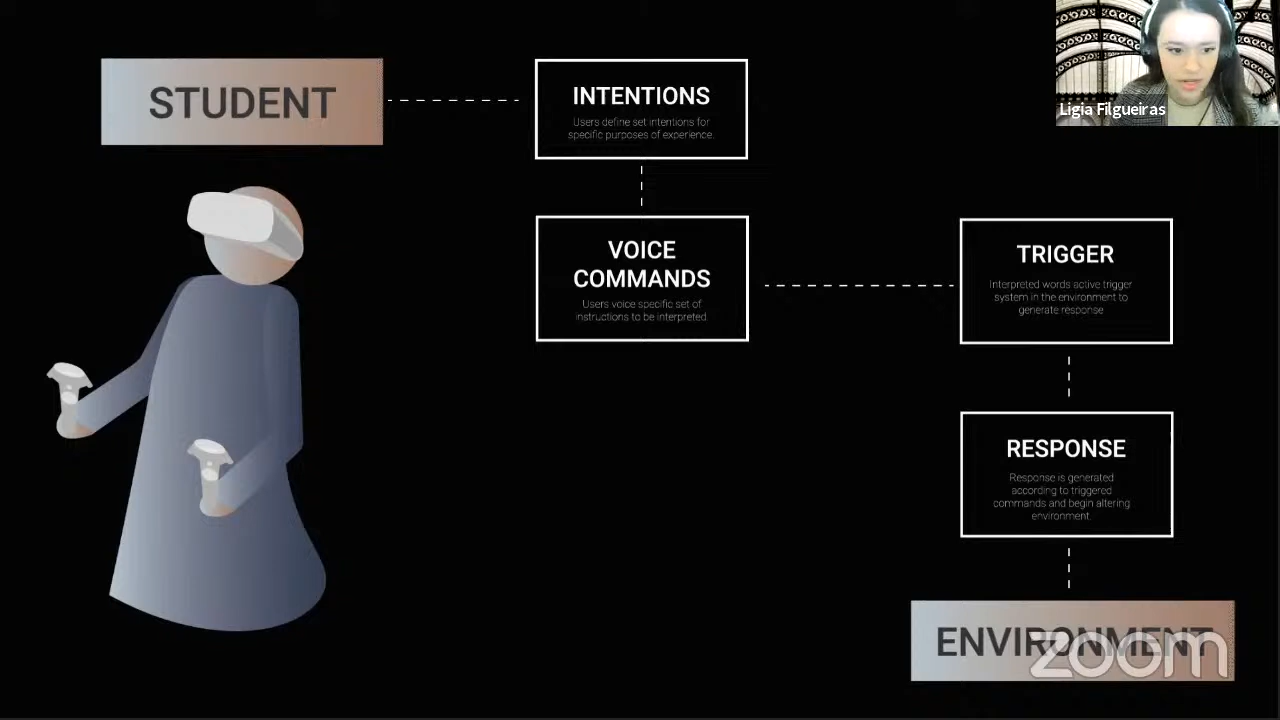 STUDENT
INTENTIONS
Users define set intentions for
specific purposes of experience.
Ligia Filgueiras
VOICE
COMMANDS
Users voice specific set of
instructions to be interpreted.
TRIGGER
Interpreted words active trigger
system in the environment to
generate response
RESPONSE
Response is generated
according to triggered
commands and begin altering
environment.
ENVIRONMENT
zoom